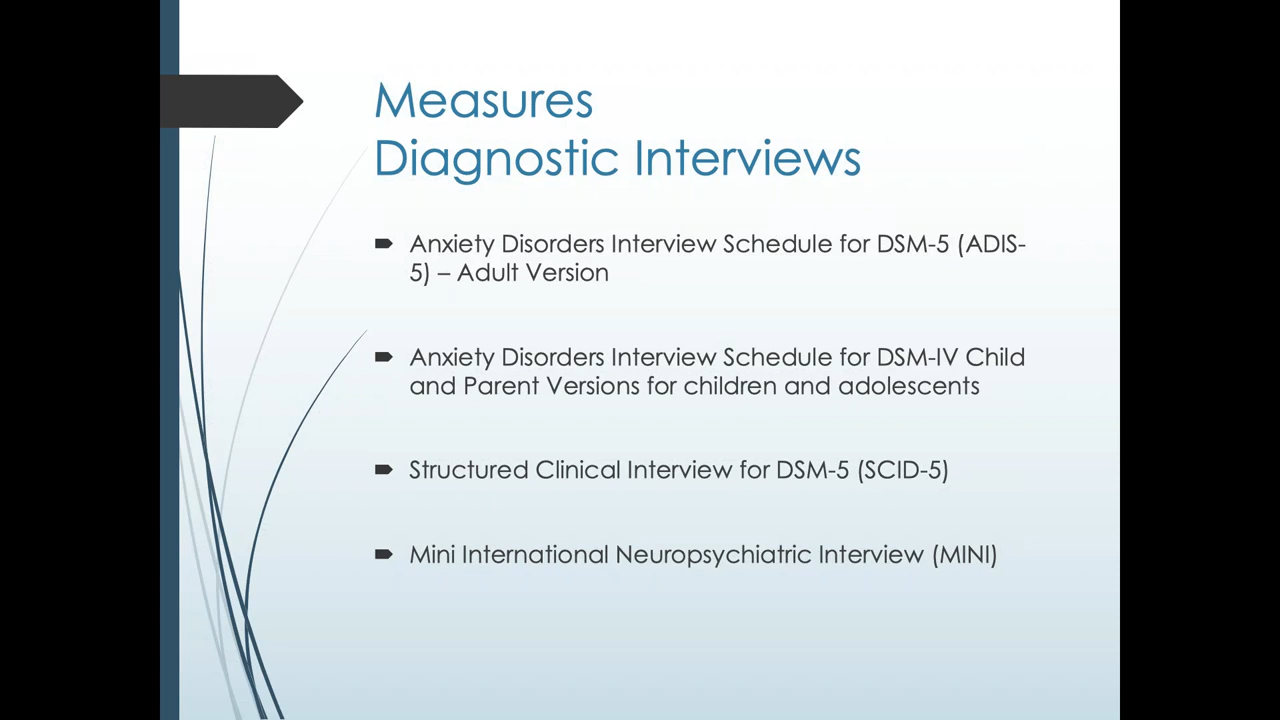 Measures
Diagnostic Interviews
Anxiety Disorders Interview Schedule for DSM-5 (ADIS-
5) – Adult Version
Anxiety Disorders Interview Schedule for DSM-IV Child
and Parent Versions for children and adolescents
Structured Clinical Interview for DSM-5 (SCID-5)
Mini International Neuropsychiatric Interview (MINI)